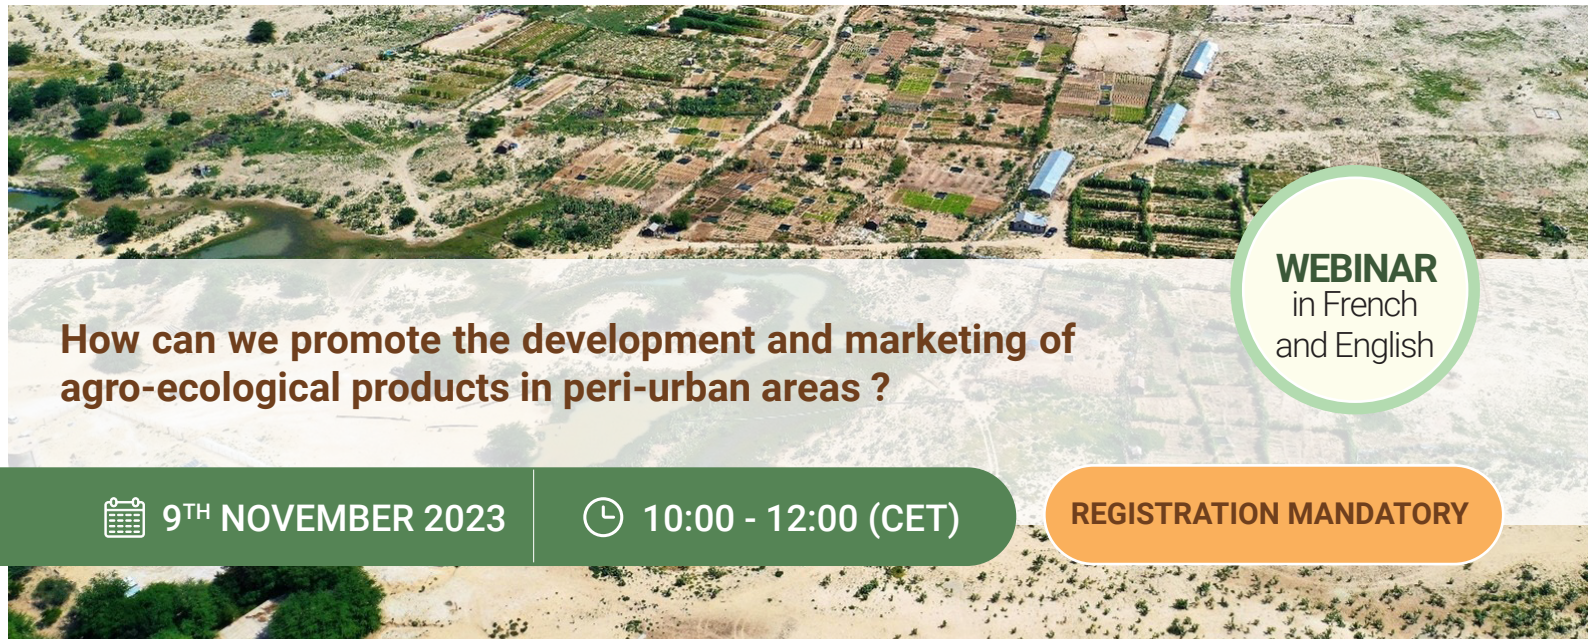 WEBINAR
in French
and English
How can we promote the development and marketing of
agro-ecological products in peri-urban areas ?
9TH NOVEMBER 2023
10:00 - 12:00 (CET)
REGISTRATION MANDATORY